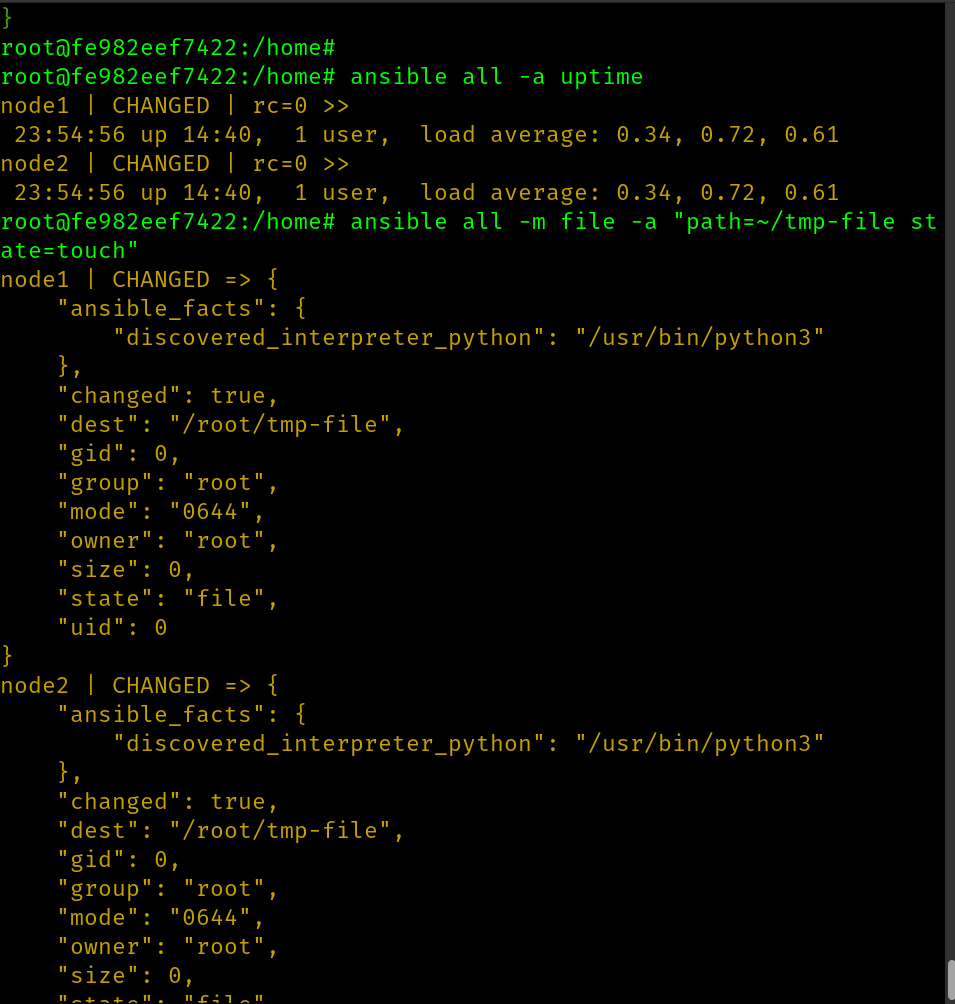 }
root@fe982eef7422:/home#
root@fe982eef7422:/home# ansible all -a uptime
node1 | CHANGED | rc=0 >>
 23:54:56 up 14:40,  1 user,  load average: 0.34, 0.72, 0.61
node2 | CHANGED | rc=0 >>
 23:54:56 up 14:40,  1 user,  load average: 0.34, 0.72, 0.61
root@fe982eef7422:/home# ansible all -m file -a "path=~/tmp-file st
ate=touch"
node1 | CHANGED => {
    "ansible_facts": {
        "discovered_interpreter_python": "/usr/bin/python3"
    },
    "changed": true,
    "dest": "/root/tmp-file",
    "gid": 0,
    "group": "root",
    "mode": "0644",
    "owner": "root",
    "size": 0,
    "state": "file",
    "uid": 0
}
node2 | CHANGED => {
    "ansible_facts": {
        "discovered_interpreter_python": "/usr/bin/python3"
    },
    "changed": true,
    "dest": "/root/tmp-file",
    "gid": 0,
    "group": "root",
    "mode": "0644",
    "owner": "root",
    "size": 0,
    "state": "file"